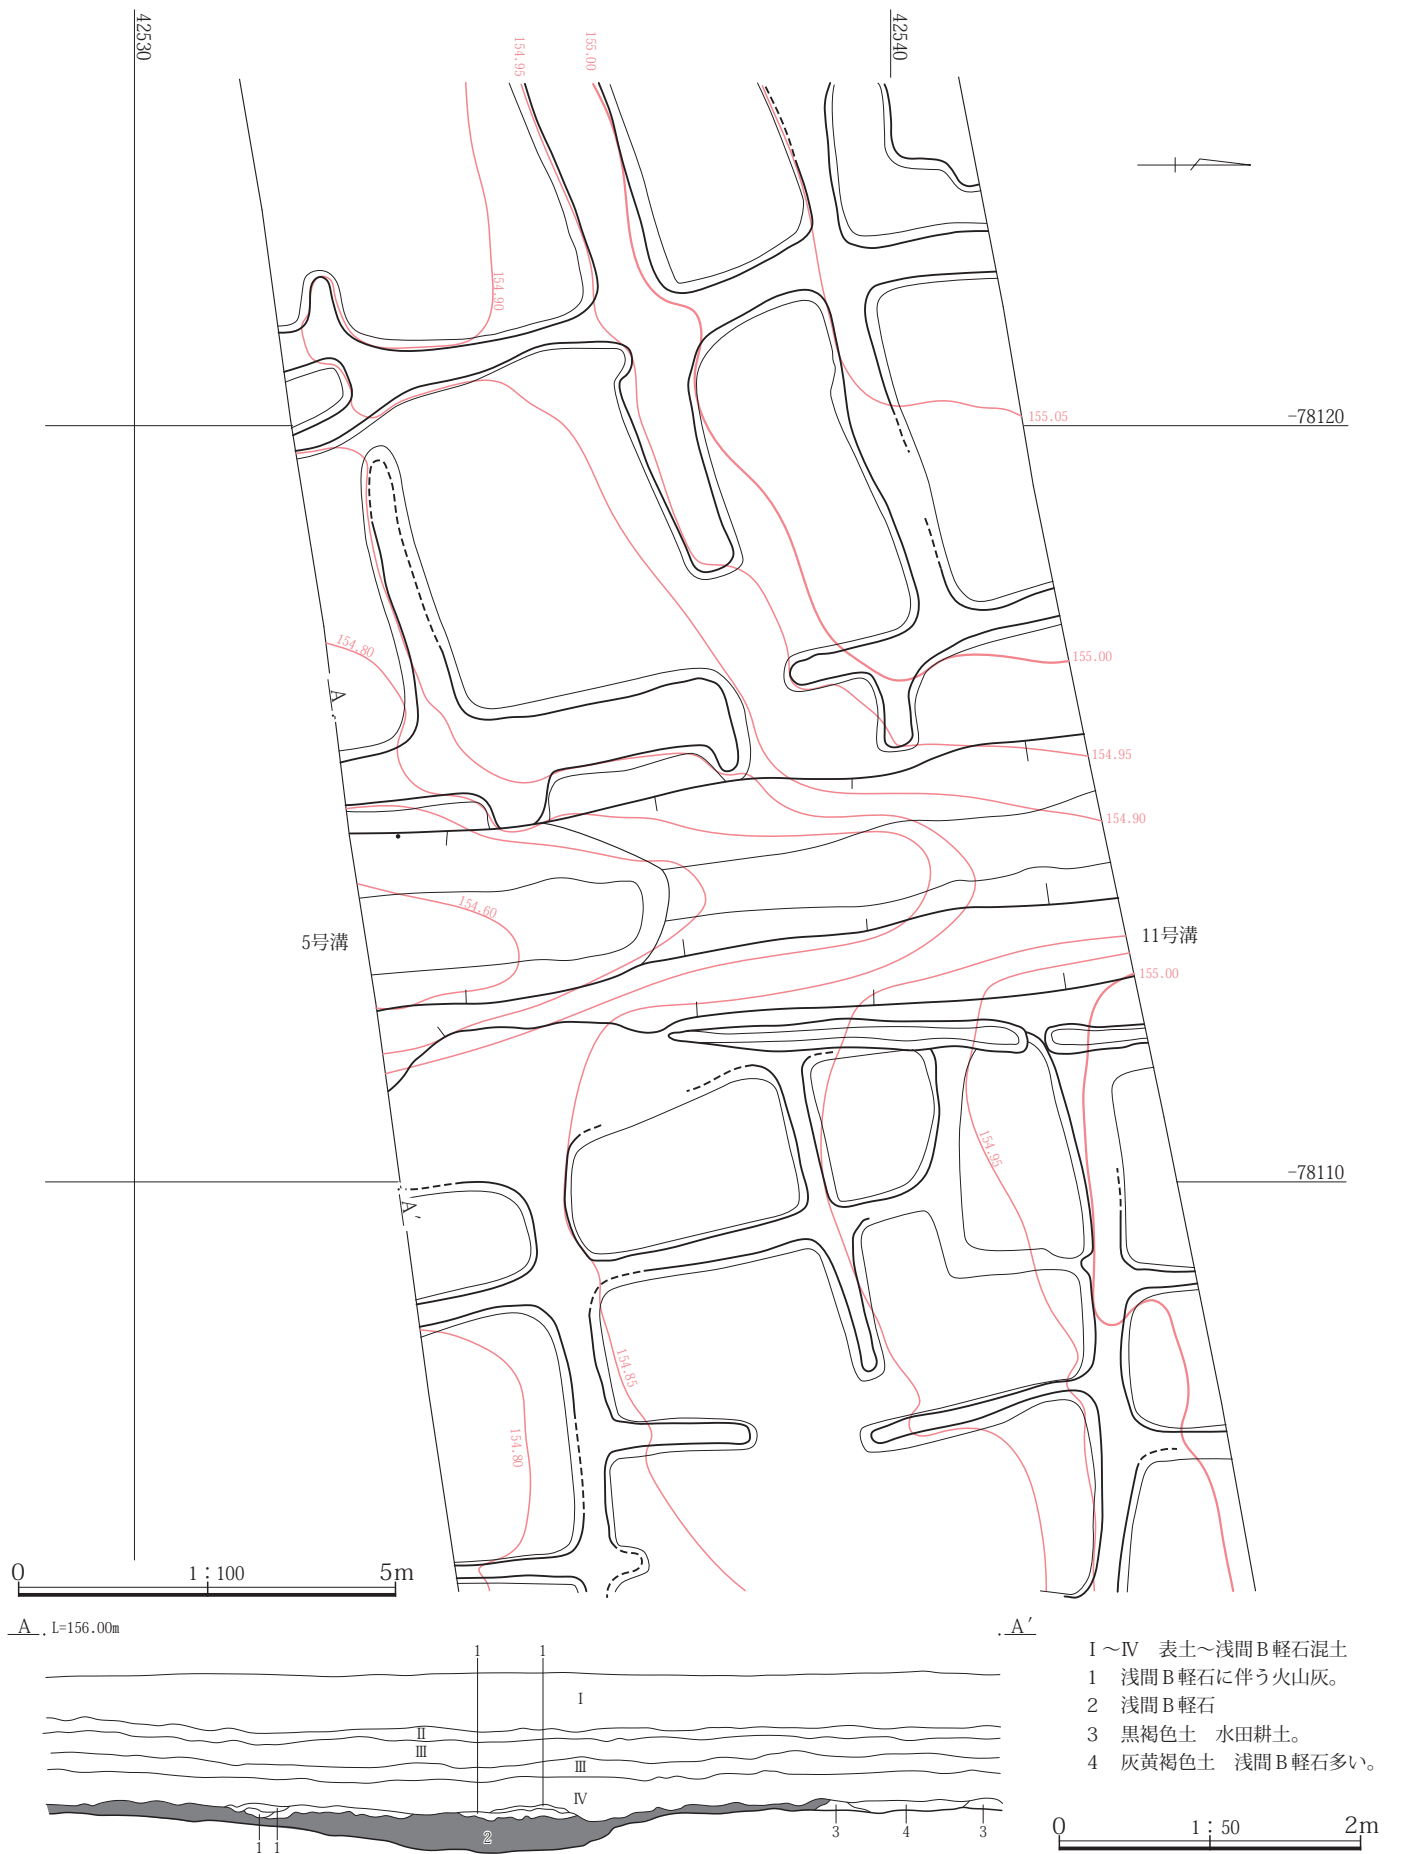 42530
42540
154.95
155.00
154.90
155.05
-78120
154.80
A
155.00
154.95
154.90
154.60
5号溝
11号溝
155.00
154.95
-78110
A′
154.85
154.80
0 1：100 5m
A L=156.00m
A′
1 1
Ⅰ
Ⅱ
Ⅲ
Ⅲ
Ⅳ
2
1 1
3 4 3
Ⅰ～Ⅳ 表土～浅間Ｂ軽石混土
1 浅間Ｂ軽石に伴う火山灰。
2 浅間Ｂ軽石
3 黒褐色土 水田耕土。
4 灰黄褐色土 浅間Ｂ軽石多い。
0 1：50 2m